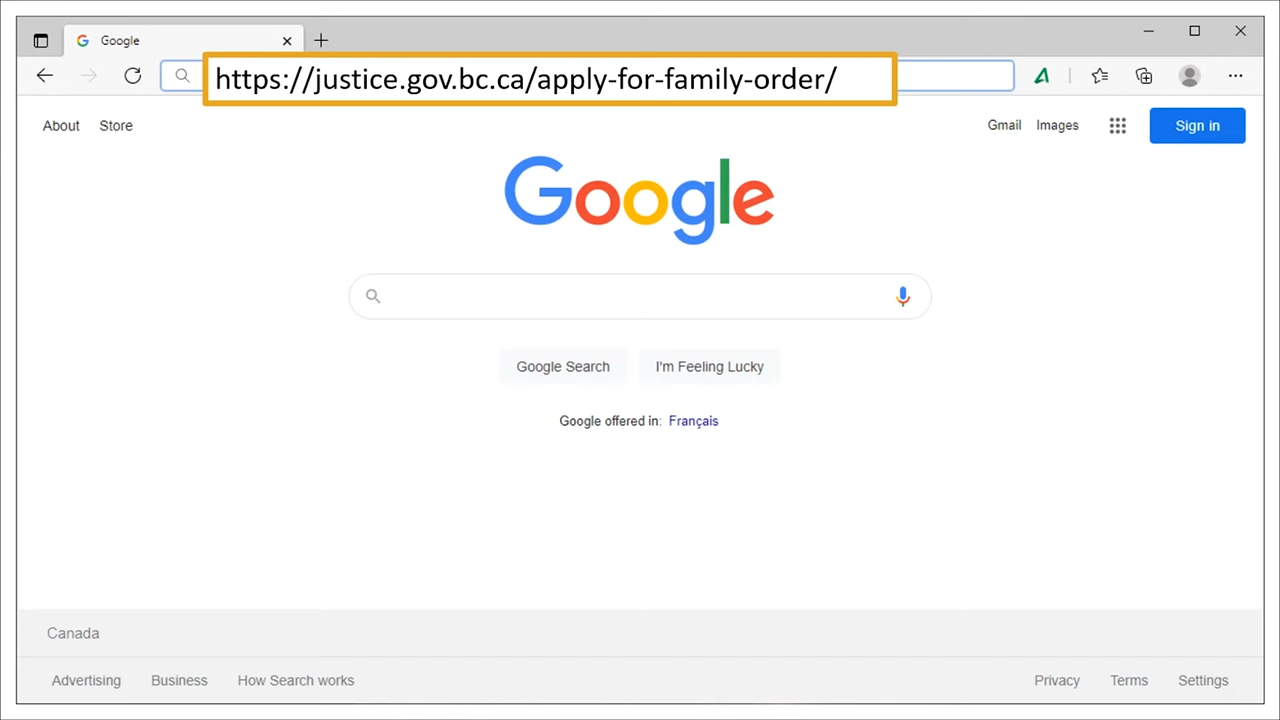 Google
https://justice.gov.bc.ca/apply-for-family-order/
About Store Gmail Images Sign in
Google
Google Search I'm Feeling Lucky
Google offered in: Français
Canada
Advertising Business How Search works Privacy Terms Settings